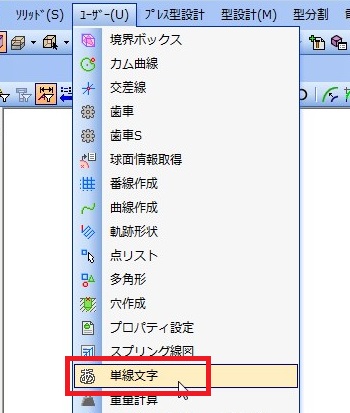 ｿﾘｯﾄﾞ(S) ﾕｰｻﾞｰ(U) ﾌﾟﾚｽ型設計 型設計(M) 型分割
境界ボックス
カム曲線
交差線
歯車
歯車S
球面情報取得
番線作成
曲線作成
軌跡形状
点リスト
多角形
穴作成
プロパティ設定
スプリング線図
単線文字
重量計算